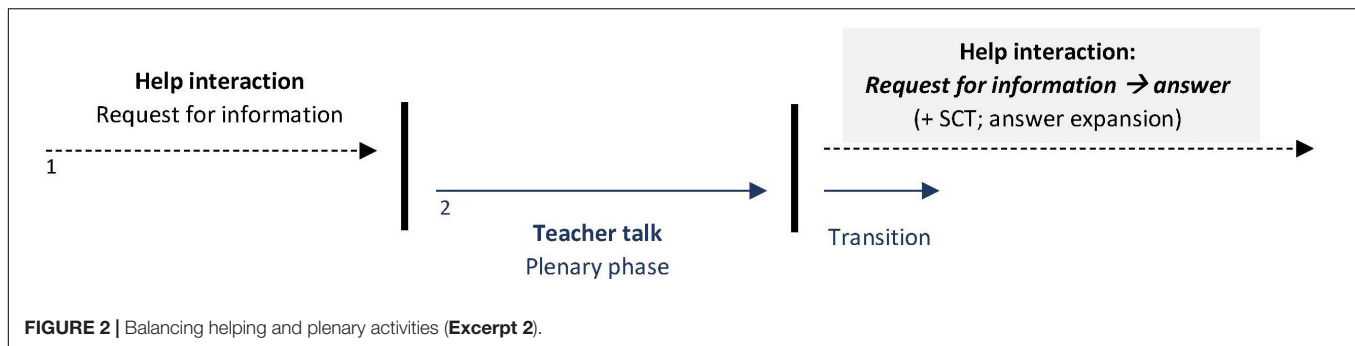 Help interaction
Request for information
1
2
Teacher talk
Plenary phase
Help interaction:
Request for information → answer
(+ SCT; answer expansion)
Transition
FIGURE 2 | Balancing helping and plenary activities (Excerpt 2).